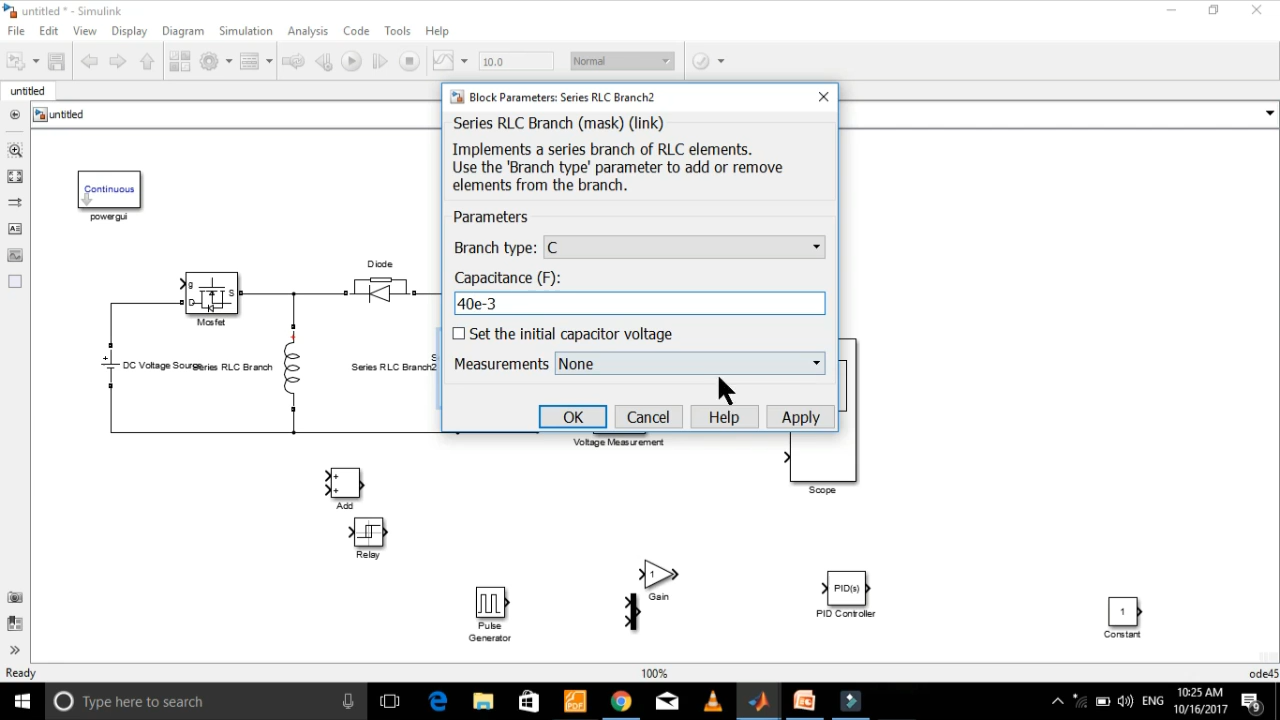 untitled * - Simulink
File Edit View Display Diagram Simulation Analysis Code Tools Help
10.0
Normal
untitled
untitled
Block Parameters: Series RLC Branch2
Series RLC Branch (mask) (link)
Implements a series branch of RLC elements.
Use the 'Branch type' parameter to add or remove
elements from the branch.
Parameters
Branch type: C
Capacitance (F):
40e-3
Set the initial capacitor voltage
Measurements None
OK Cancel Help Apply
Continuous
powergui
Diode
g
S
D
Mosfet
+
DC Voltage Source
Series RLC Branch
+
Series RLC Branch2
Voltage Measurement
Scope
+
+
Add
Relay
Pulse
Generator
1
Gain
PID(s)
PID Controller
1
Constant
Ready
100%
ode45
Type here to search
PDF
ENG
10:25 AM
10/16/2017
9